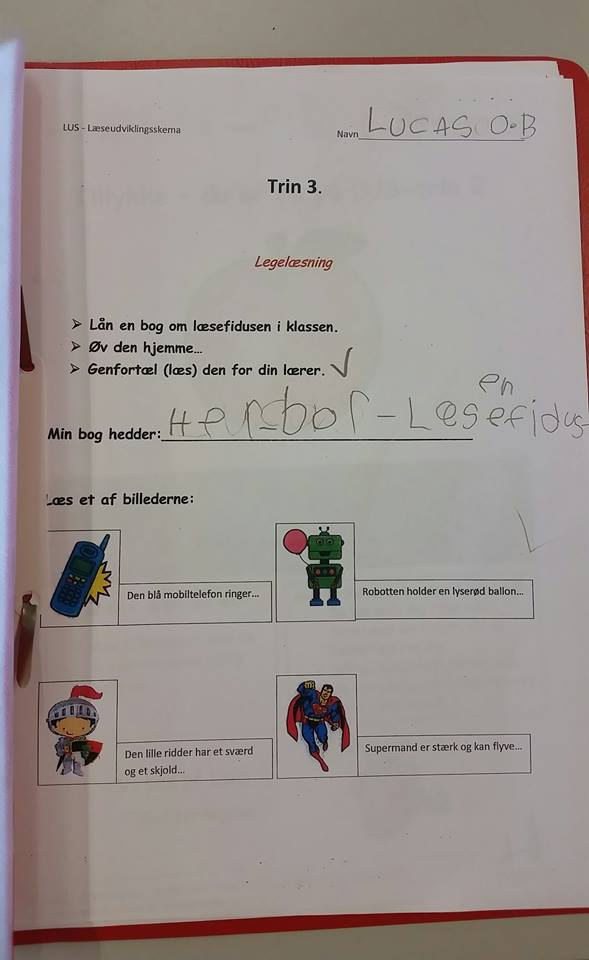 LUS – Læseudviklingsskema
Navn LUCAS O.B
Trin 3.
Legelæsning
➢ Lån en bog om læsefidusen i klassen.
➢ Øv den hjemme...
➢ Genfortæl (læs) den for din lærer. ✓
Min bog hedder: Her bor en Læsefidus
Læs et af billederne:
Den blå mobiltelefon ringer...
Robotten holder en lyserød ballon...
Den lille ridder har et sværd
og et skjold...
Supermand er stærk og kan flyve...